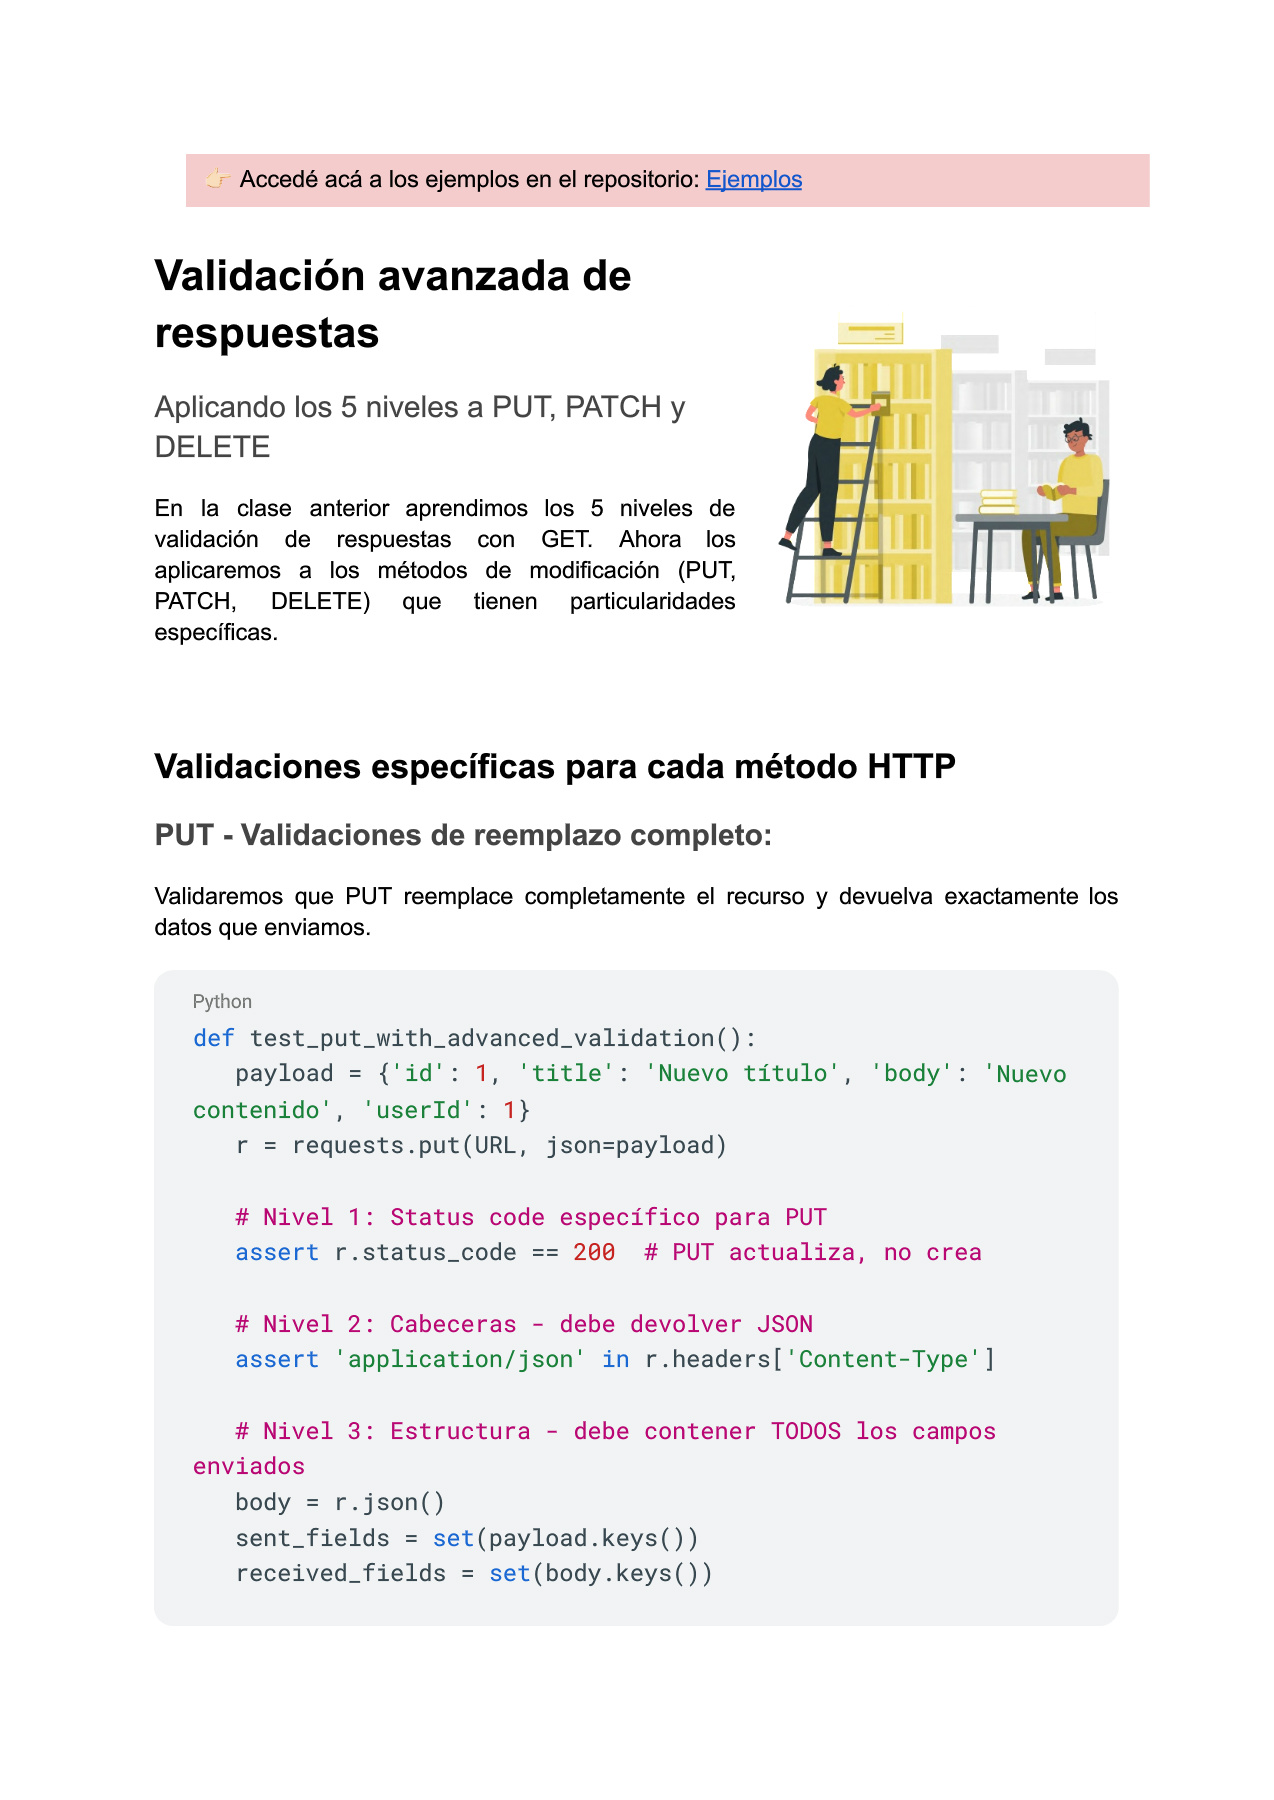 👉🏻 Accedé acá a los ejemplos en el repositorio: Ejemplos
Validación avanzada de
respuestas
Aplicando los 5 niveles a PUT, PATCH y
DELETE
En la clase anterior aprendimos los 5 niveles de
validación de respuestas con GET. Ahora los
aplicaremos a los métodos de modificación (PUT,
PATCH, DELETE) que tienen particularidades
específicas.
Validaciones específicas para cada método HTTP
PUT - Validaciones de reemplazo completo:
Validaremos que PUT reemplace completamente el recurso y devuelva exactamente los
datos que enviamos.
Python
def test_put_with_advanced_validation():
   payload = {'id': 1, 'title': 'Nuevo título', 'body': 'Nuevo
contenido', 'userId': 1}
   r = requests.put(URL, json=payload)
   # Nivel 1: Status code específico para PUT
   assert r.status_code == 200  # PUT actualiza, no crea
   # Nivel 2: Cabeceras - debe devolver JSON
   assert 'application/json' in r.headers['Content-Type']
   # Nivel 3: Estructura - debe contener TODOS los campos
enviados
   body = r.json()
   sent_fields = set(payload.keys())
   received_fields = set(body.keys())